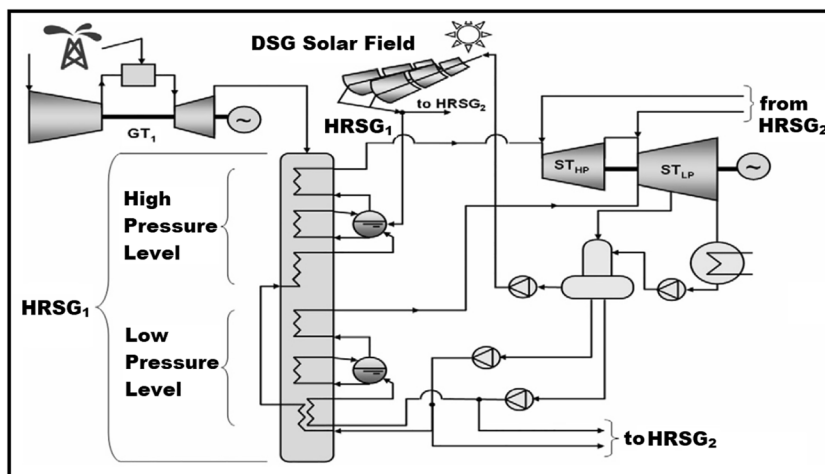 DSG Solar Field
to HRSG₂
HRSG₁
from
HRSG₂
GT₁
~
ST_HP
ST_LP
~
High
Pressure
Level
HRSG₁
Low
Pressure
Level
to HRSG₂